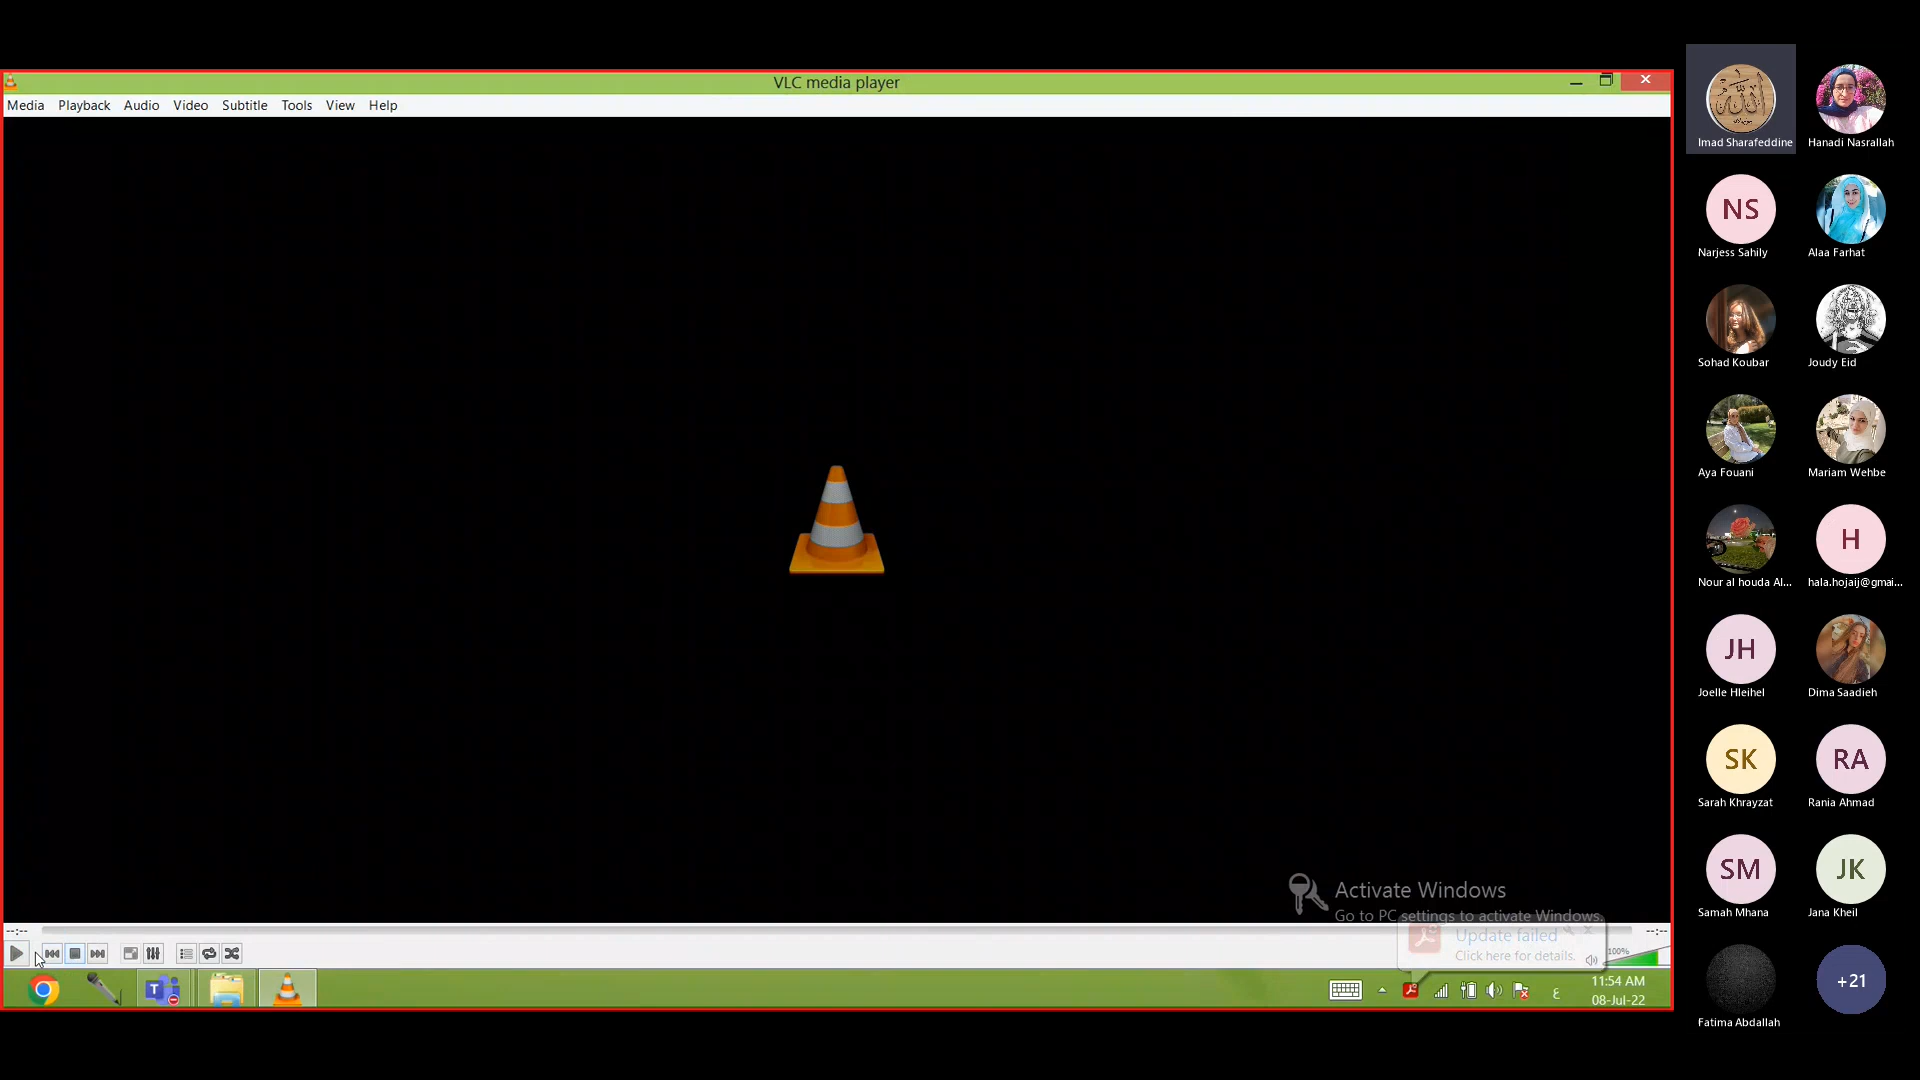 VLC media player
Media Playback Audio Video Subtitle Tools View Help
Activate Windows
Go to PC settings to activate Windows.
Update failed
Click here for details.
--:-- --:--
100%
11:54 AM
08-Jul-22
ع
Imad Sharafeddine
Hanadi Nasrallah
NS
Narjess Sahily
Alaa Farhat
Sohad Koubar
Joudy Eid
Aya Fouani
Mariam Wehbe
Nour al houda Al...
H
hala.hojaij@gmai...
JH
Joelle Hleihel
Dima Saadieh
SK
Sarah Khrayzat
RA
Rania Ahmad
SM
Samah Mhana
JK
Jana Kheil
Fatima Abdallah
+21